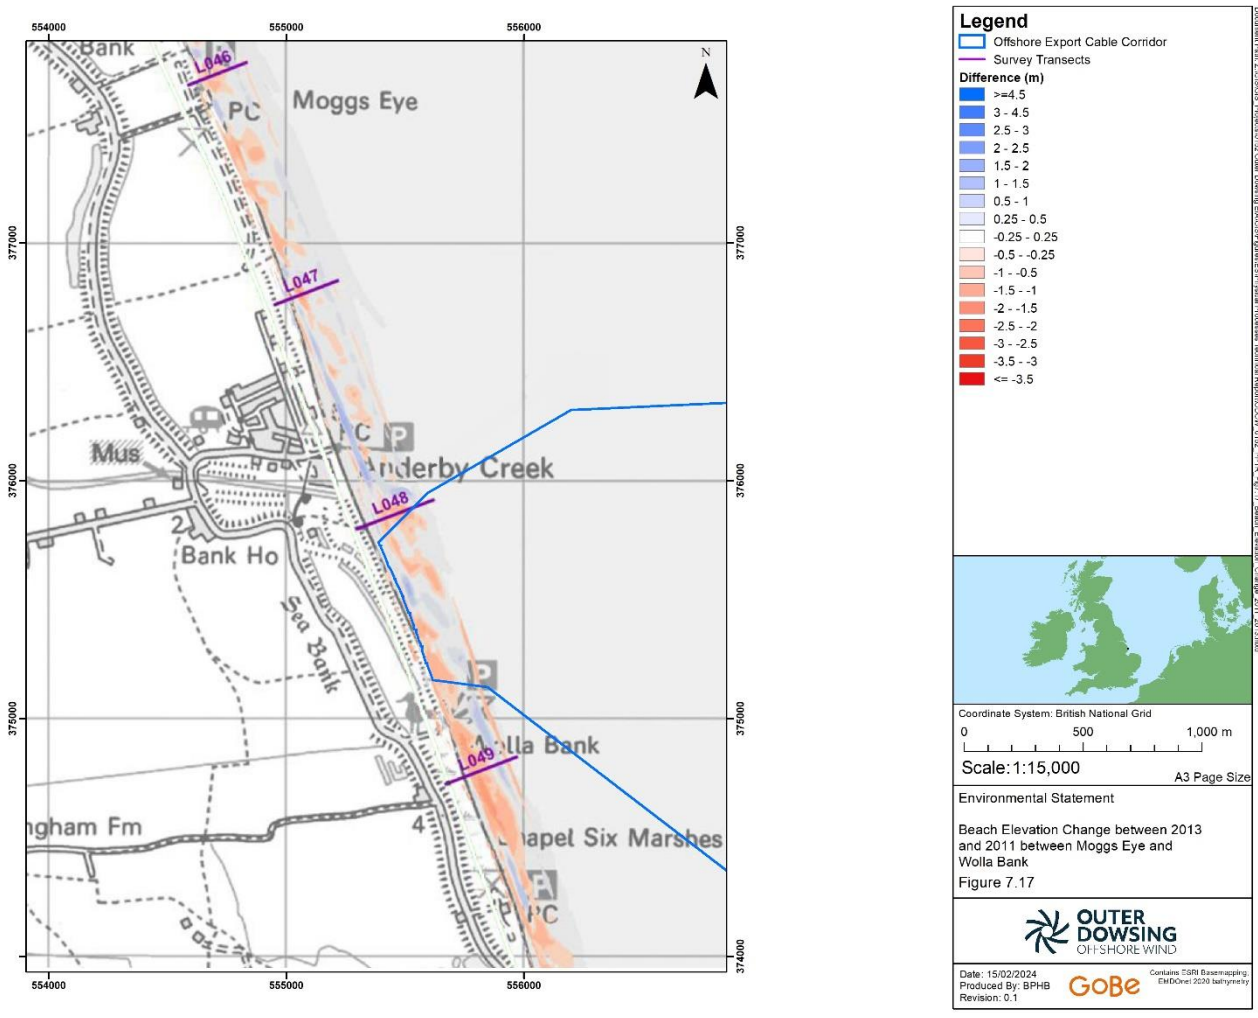 554000
555000
556000
Bank
L046
N
PC
Moggs Eye
377000
377000
L047
PC
P
Mus
Anderby Creek
376000
376000
L048
2
Bank Ho
Sea Bank
P
375000
375000
Wolla Bank
L049
ngham Fm
4
Chapel Six Marshes
PC
374000
374000
554000
555000
556000
Legend
Offshore Export Cable Corridor
Survey Transects
Difference (m)
>=4.5
3 - 4.5
2.5 - 3
2 - 2.5
1.5 - 2
1 - 1.5
0.5 - 1
0.25 - 0.5
-0.25 - 0.25
-0.5 - -0.25
-1 - -0.5
-1.5 - -1
-2 - -1.5
-2.5 - -2
-3 - -2.5
-3.5 - -3
<= -3.5
Coordinate System: British National Grid
0 500 1,000 m
Scale:1:15,000
A3 Page Size
Environmental Statement
Beach Elevation Change between 2013
and 2011 between Moggs Eye and
Wolla Bank
Figure 7.17
OUTER
DOWSING
OFFSHORE WIND
Date: 15/02/2024
Produced By: BPHB
Revision: 0.1
GoBe
Contains ESRI Basemapping.
EMODnet 2020 bathymetry